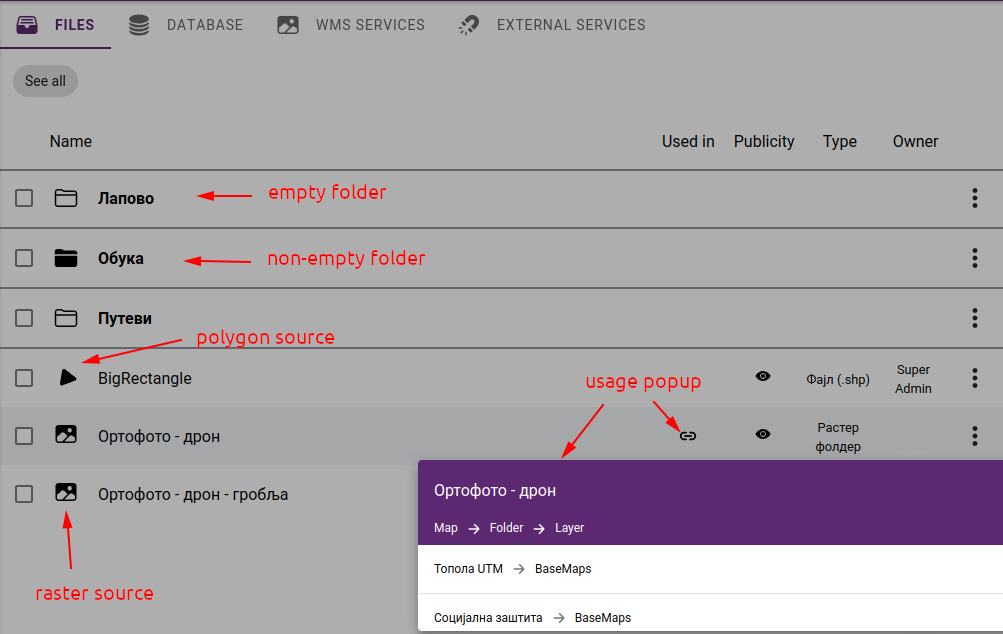 FILES DATABASE WMS SERVICES EXTERNAL SERVICES
See all
Name Used in Publicity Type Owner
Лапово empty folder
Обука non-empty folder
Путеви
polygon source
BigRectangle Фајл (.shp) Super
Admin
usage popup
Ортофото - дрон Растер
фолдер
Ортофото - дрон - гробља
raster source
Ортофото - дрон
Map → Folder → Layer
Топола UTM → BaseMaps
Социјална заштита → BaseMaps